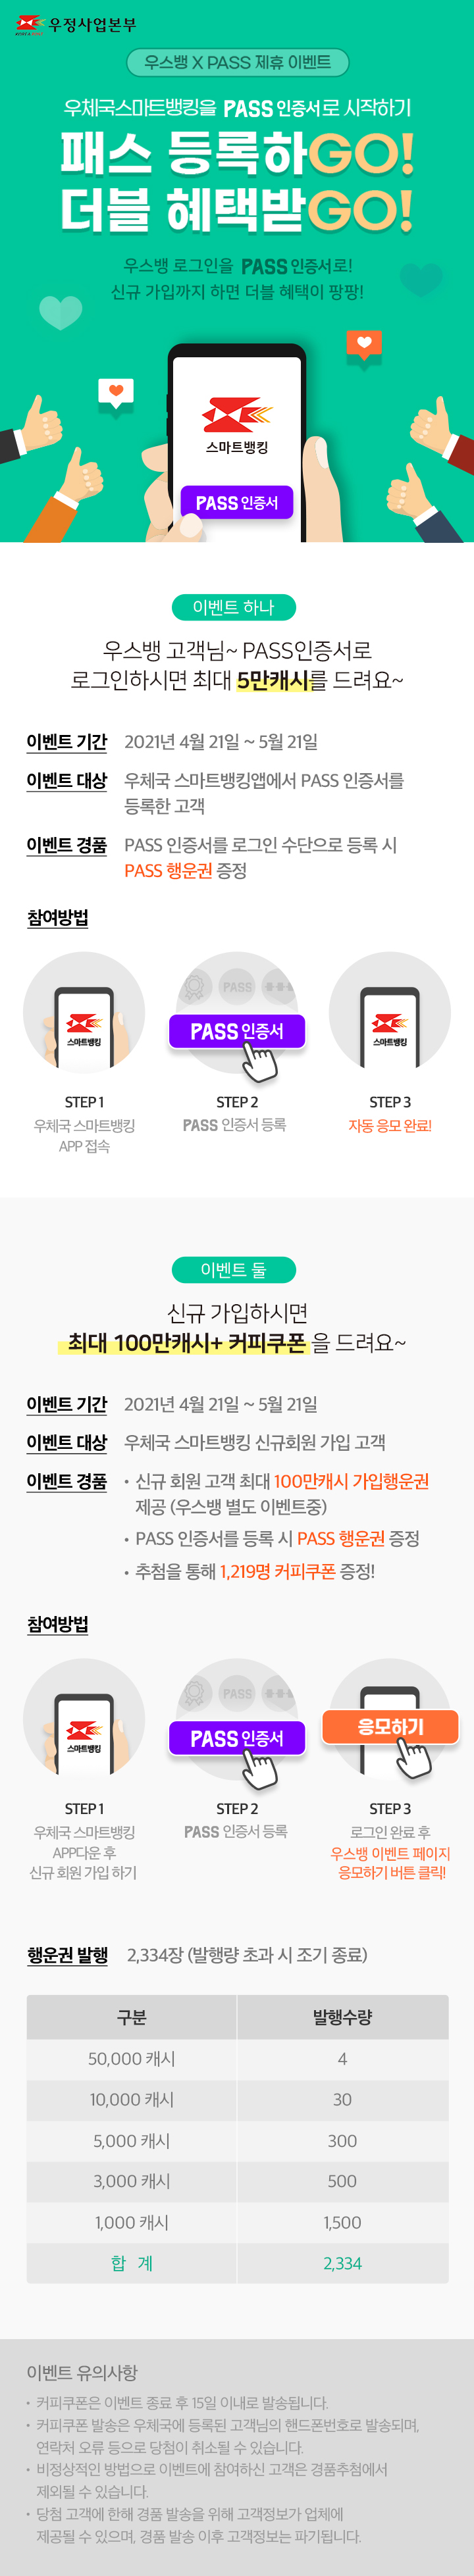 우정사업본부
우스뱅 X PASS 제휴 이벤트
우체국스마트뱅킹을 PASS 인증서로 시작하기
패스 등록하GO!
더블 혜택받GO!
우스뱅 로그인을 PASS 인증서로!
신규 가입까지 하면 더블 혜택이 팡팡!
스마트뱅킹
PASS 인증서
이벤트 하나
우스뱅 고객님~ PASS인증서로
로그인하시면 최대 5만캐시를 드려요~
이벤트 기간 2021년 4월 21일 ~ 5월 21일
이벤트 대상 우체국 스마트뱅킹앱에서 PASS 인증서를
등록한 고객
이벤트 경품 PASS 인증서를 로그인 수단으로 등록 시
PASS 행운권 증정
참여방법
스마트뱅킹
PASS
PASS 인증서
스마트뱅킹
STEP 1
우체국 스마트뱅킹
APP 접속
STEP 2
PASS 인증서 등록
STEP 3
자동 응모 완료!
이벤트 둘
신규 가입하시면
최대 100만캐시+ 커피쿠폰 을 드려요~
이벤트 기간 2021년 4월 21일 ~ 5월 21일
이벤트 대상 우체국 스마트뱅킹 신규회원 가입 고객
이벤트 경품 • 신규 회원 고객 최대 100만캐시 가입행운권
제공 (우스뱅 별도 이벤트중)
• PASS 인증서를 등록 시 PASS 행운권 증정
• 추첨을 통해 1,219명 커피쿠폰 증정!
참여방법
스마트뱅킹
PASS
PASS 인증서
응모하기
STEP 1
우체국 스마트뱅킹
APP다운 후
신규 회원 가입 하기
STEP 2
PASS 인증서 등록
STEP 3
로그인 완료 후
우스뱅 이벤트 페이지
응모하기 버튼 클릭!
행운권 발행 2,334장 (발행량 초과 시 조기 종료)
구분 발행수량
50,000 캐시 4
10,000 캐시 30
5,000 캐시 300
3,000 캐시 500
1,000 캐시 1,500
합 계 2,334
이벤트 유의사항
• 커피쿠폰은 이벤트 종료 후 15일 이내로 발송됩니다.
• 커피쿠폰 발송은 우체국에 등록된 고객님의 핸드폰번호로 발송되며,
연락처 오류 등으로 당첨이 취소될 수 있습니다.
• 비정상적인 방법으로 이벤트에 참여하신 고객은 경품추첨에서
제외될 수 있습니다.
• 당첨 고객에 한해 경품 발송을 위해 고객정보가 업체에
제공될 수 있으며, 경품 발송 이후 고객정보는 파기됩니다.